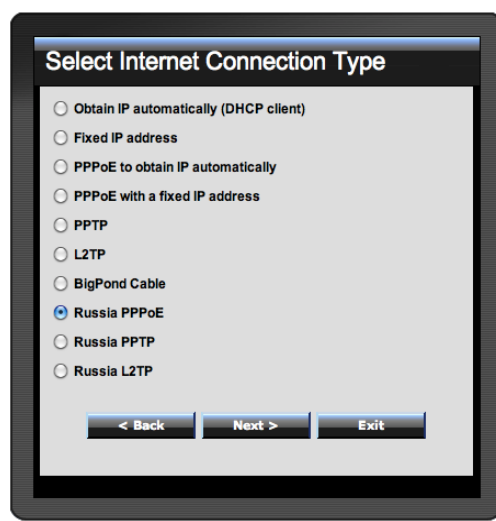 Select Internet Connection Type
Obtain IP automatically (DHCP client)
Fixed IP address
PPPoE to obtain IP automatically
PPPoE with a fixed IP address
PPTP
L2TP
BigPond Cable
Russia PPPoE
Russia PPTP
Russia L2TP
< Back Next > Exit